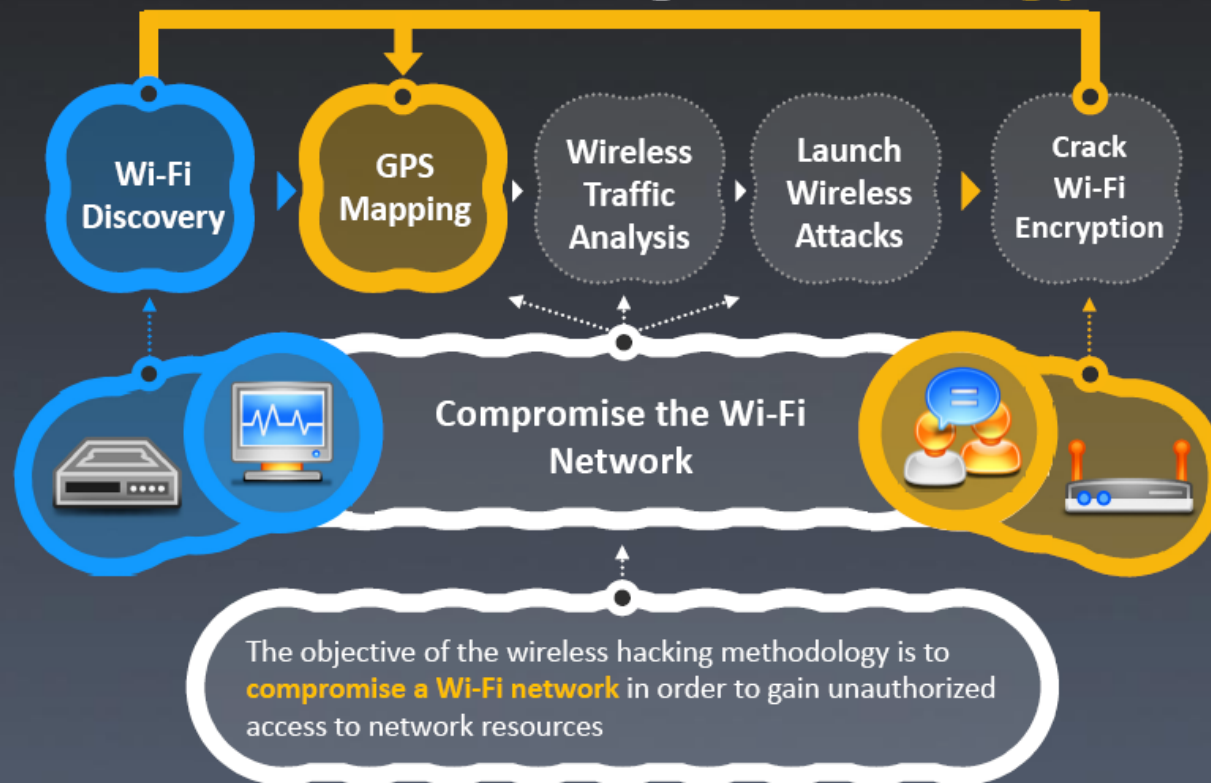 Wi-Fi
Discovery
GPS
Mapping
Wireless
Traffic
Analysis
Launch
Wireless
Attacks
Crack
Wi-Fi
Encryption
Compromise the Wi-Fi
Network
The objective of the wireless hacking methodology is to
compromise a Wi-Fi network in order to gain unauthorized
access to network resources